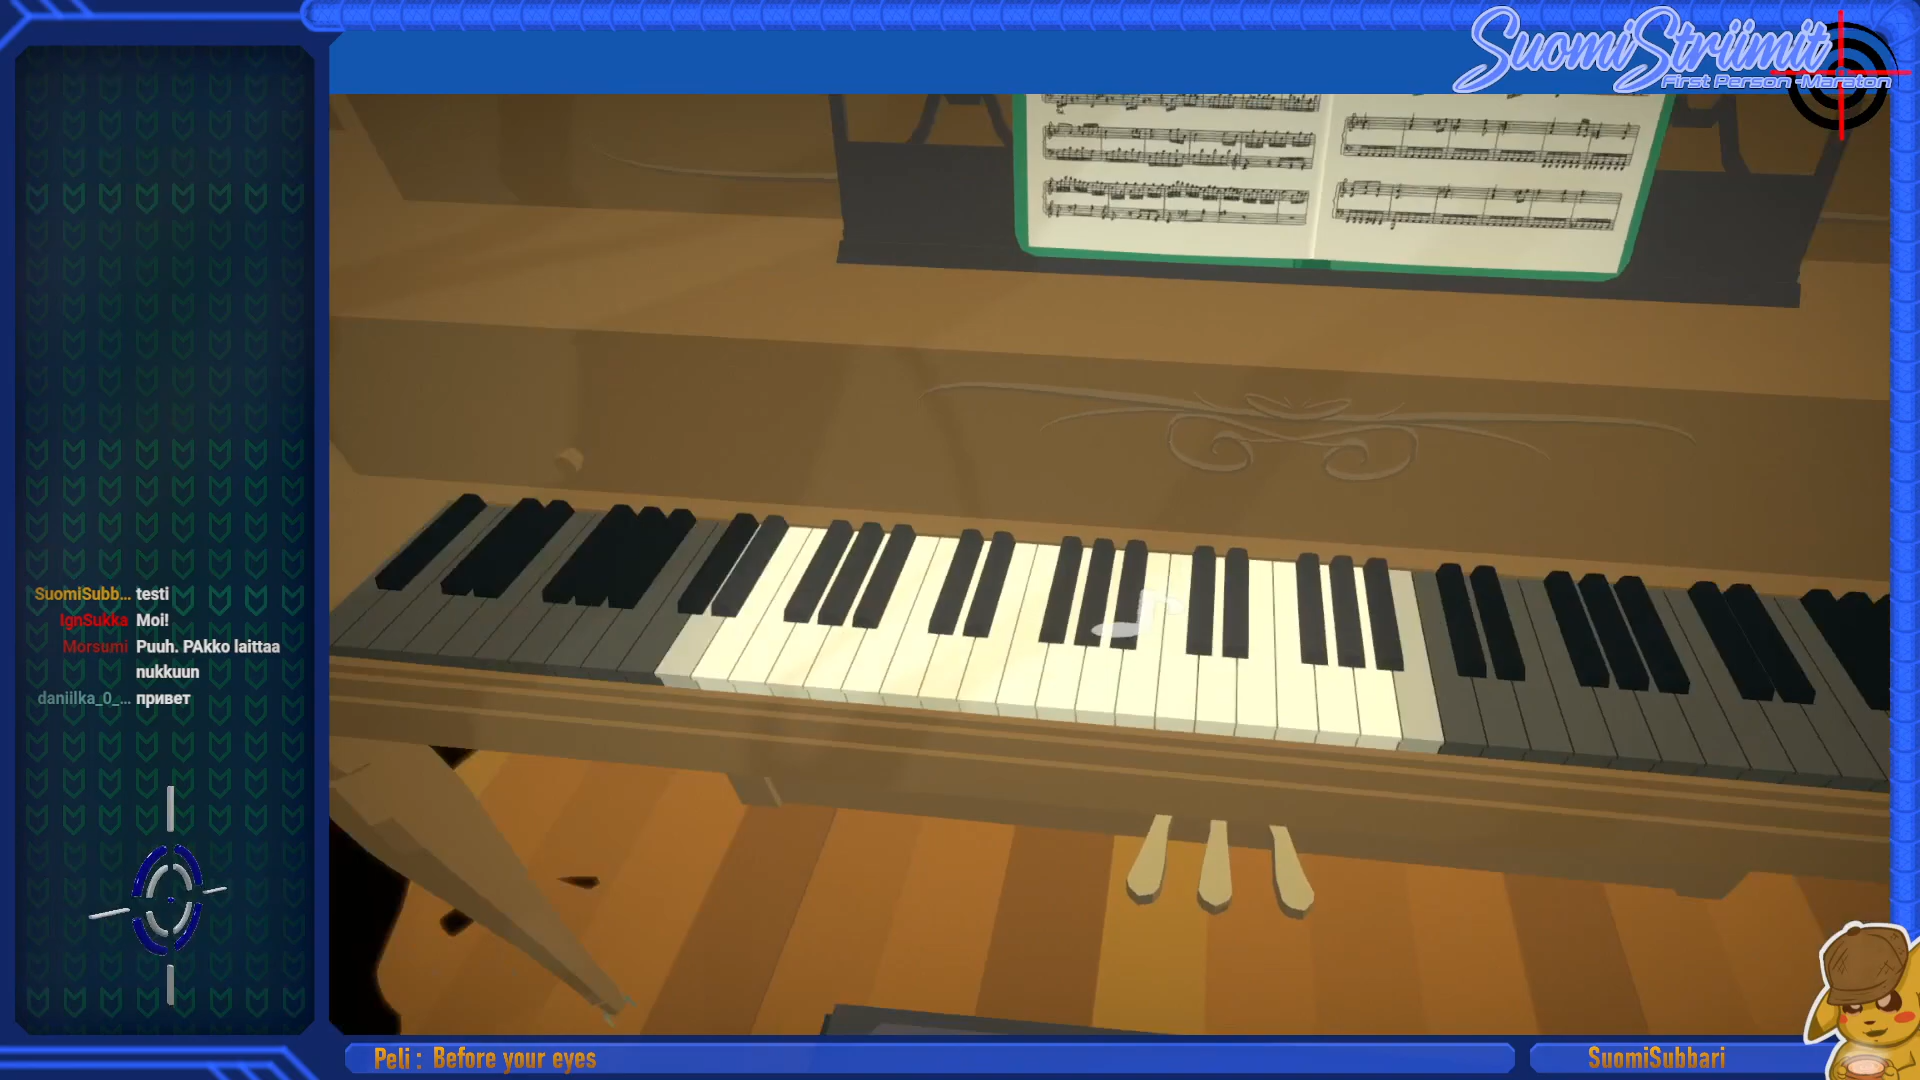 SuomiStriimit
First Person -Maraton
SuomiSubb... testi
IgnSukka Moi!
Morsumi Puuh. PAkko laittaa
nukkuun
daniilka_0_... привет
Peli : Before your eyes
SuomiSubbari